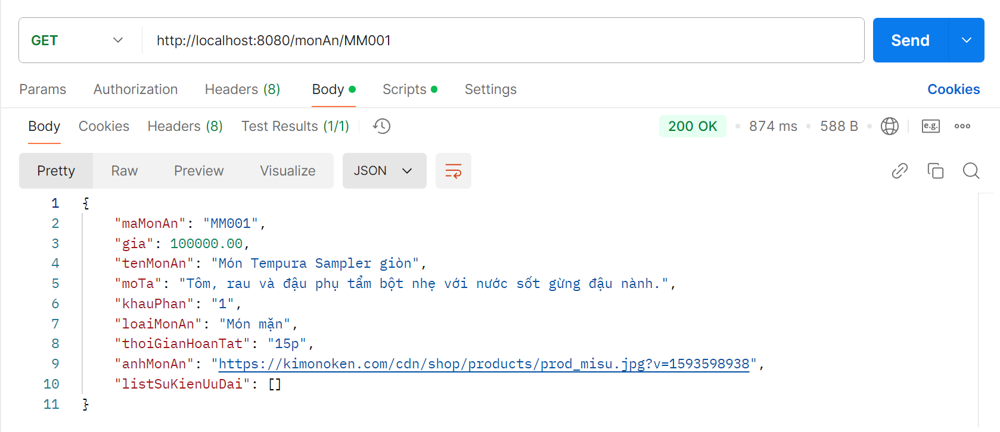 GET http://localhost:8080/monAn/MM001 Send
Params Authorization Headers (8) Body Scripts Settings Cookies
Body Cookies Headers (8) Test Results (1/1) 200 OK 874 ms 588 B e.g.
Pretty Raw Preview Visualize JSON
1 {
2 "maMonAn": "MM001",
3 "gia": 100000.00,
4 "tenMonAn": "Món Tempura Sampler giòn",
5 "moTa": "Tôm, rau và đậu phụ tẩm bột nhẹ với nước sốt gừng đậu nành.",
6 "khauPhan": "1",
7 "loaiMonAn": "Món mặn",
8 "thoiGianHoanTat": "15p",
9 "anhMonAn": "https://kimonoken.com/cdn/shop/products/prod_misu.jpg?v=1593598938",
10 "listSuKienUuDai": []
11 }